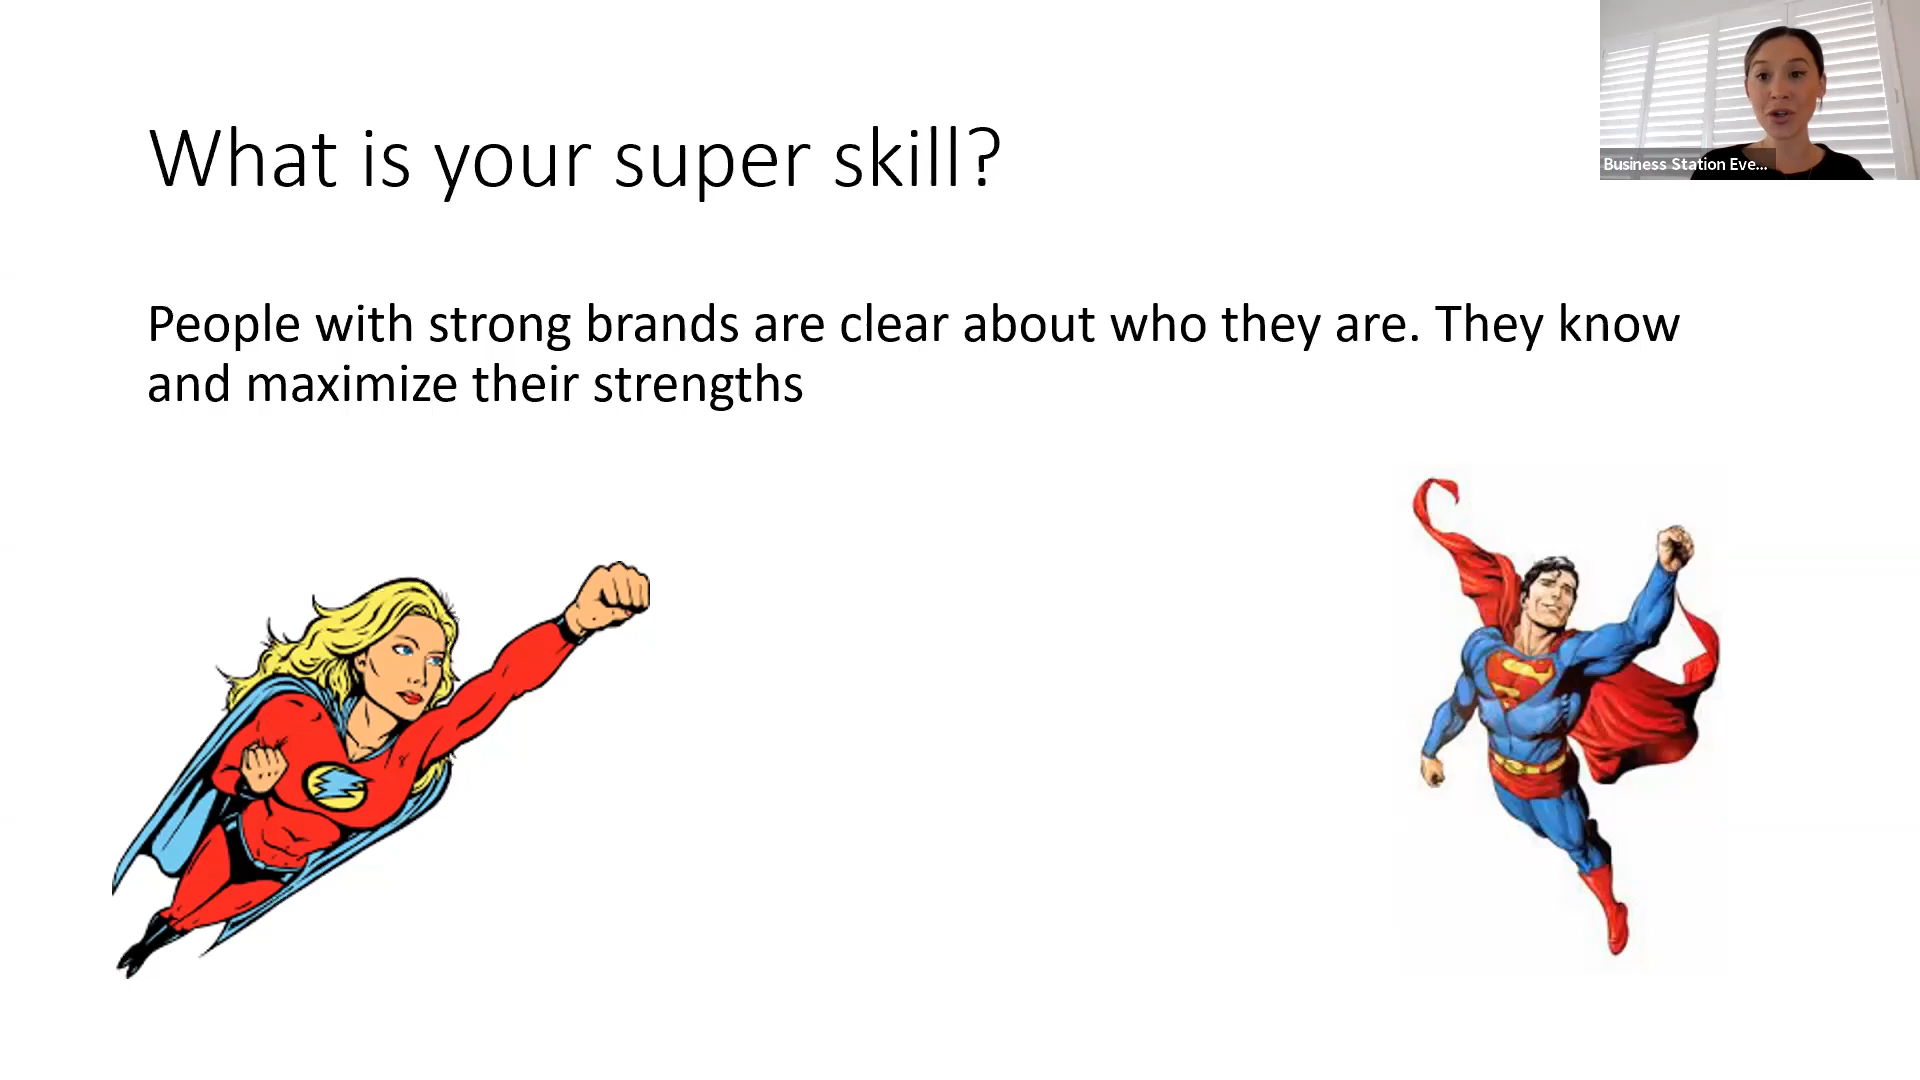 What is your super skill?
People with strong brands are clear about who they are. They know
and maximize their strengths
Business Station Eve...